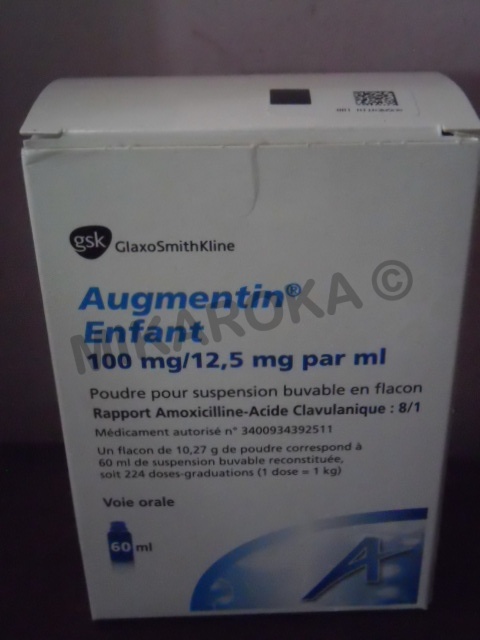 gsk GlaxoSmithKline
Augmentin®
Enfant
MIKAROKA ©
100 mg/12,5 mg par ml
Poudre pour suspension buvable en flacon
Rapport Amoxicilline-Acide Clavulanique : 8/1
Médicament autorisé n° 3400934392511
Un flacon de 10,27 g de poudre correspond à
60 ml de suspension buvable reconstituée,
soit 224 doses-graduations (1 dose = 1 kg)
Voie orale
60 ml